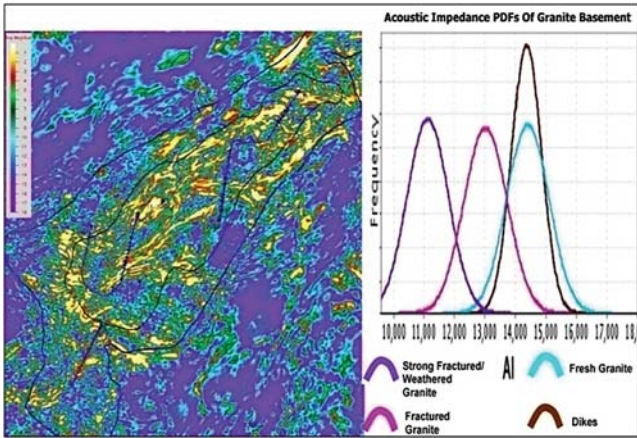 Acoustic Impedance PDFs Of Granite Basement
Frequency
10,000 11,000 12,000 13,000 14,000 15,000 16,000 17,000
AI
Strong Fractured/
Weathered
Granite
Fresh Granite
Fractured
Granite
Dikes